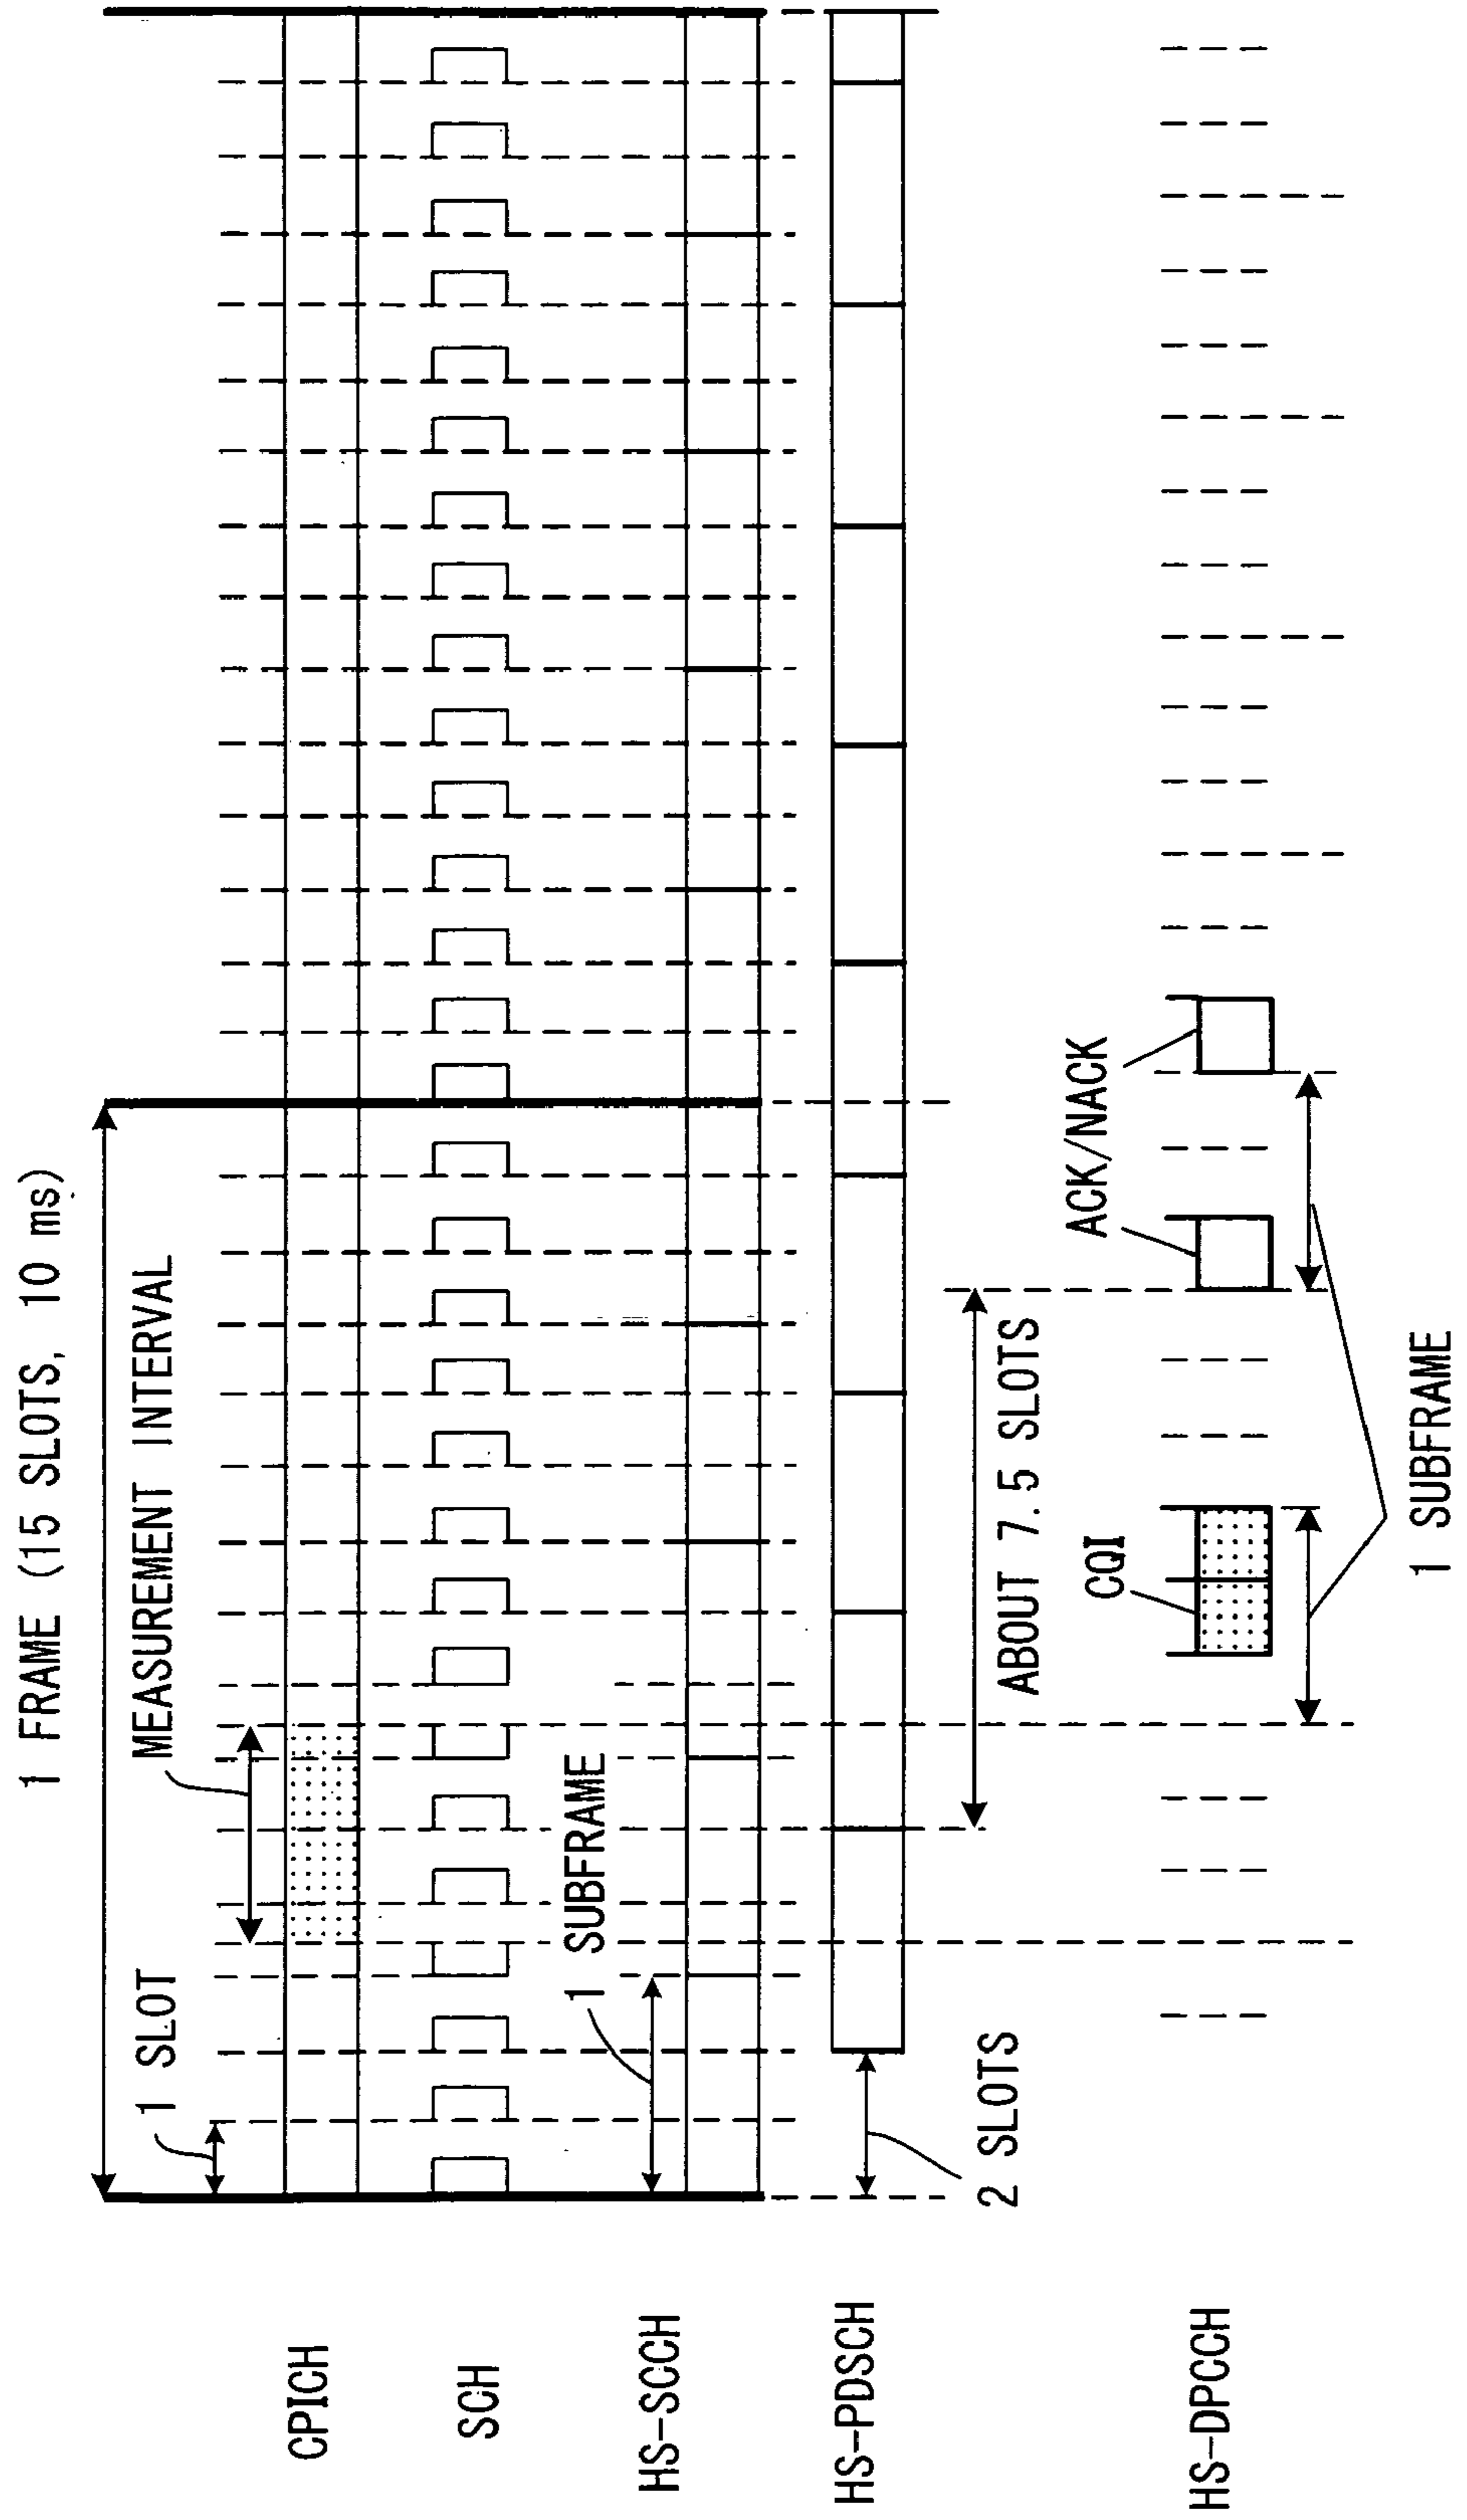 1 FRAME (15 SLOTS, 10 ms)
1 SLOT
MEASUREMENT INTERVAL
CPICH
SCH
1 SUBFRAME
HS-SCCH
HS-PDSCH
2 SLOTS
ABOUT 7.5 SLOTS
CQI
ACK/NACK
HS-DPCCH
1 SUBFRAME